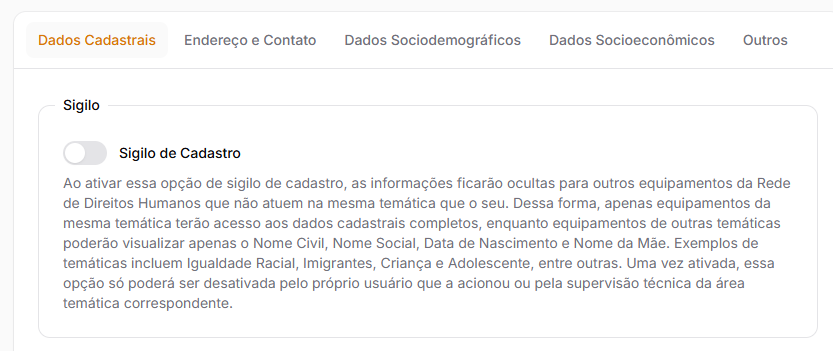 Dados Cadastrais Endereço e Contato Dados Sociodemográficos Dados Socioeconômicos Outros
Sigilo
Sigilo de Cadastro
Ao ativar essa opção de sigilo de cadastro, as informações ficarão ocultas para outros equipamentos da Rede
de Direitos Humanos que não atuem na mesma temática que o seu. Dessa forma, apenas equipamentos da
mesma temática terão acesso aos dados cadastrais completos, enquanto equipamentos de outras temáticas
poderão visualizar apenas o Nome Civil, Nome Social, Data de Nascimento e Nome da Mãe. Exemplos de
temáticas incluem Igualdade Racial, Imigrantes, Criança e Adolescente, entre outras. Uma vez ativada, essa
opção só poderá ser desativada pelo próprio usuário que a acionou ou pela supervisão técnica da área
temática correspondente.